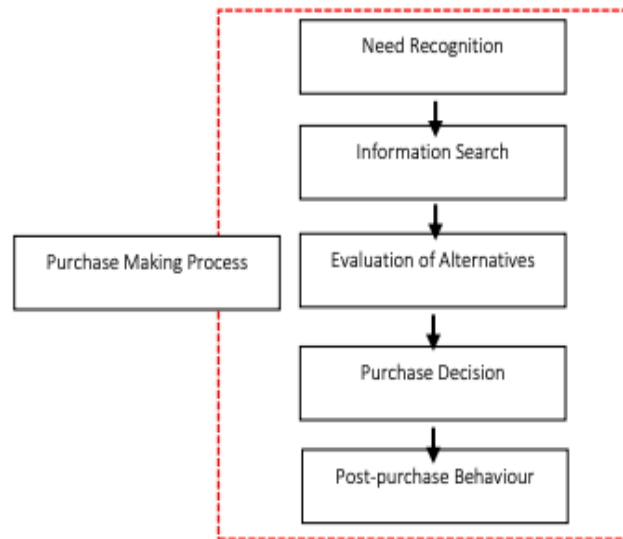 Need Recognition
Information Search
Purchase Making Process
Evaluation of Alternatives
Purchase Decision
Post-purchase Behaviour